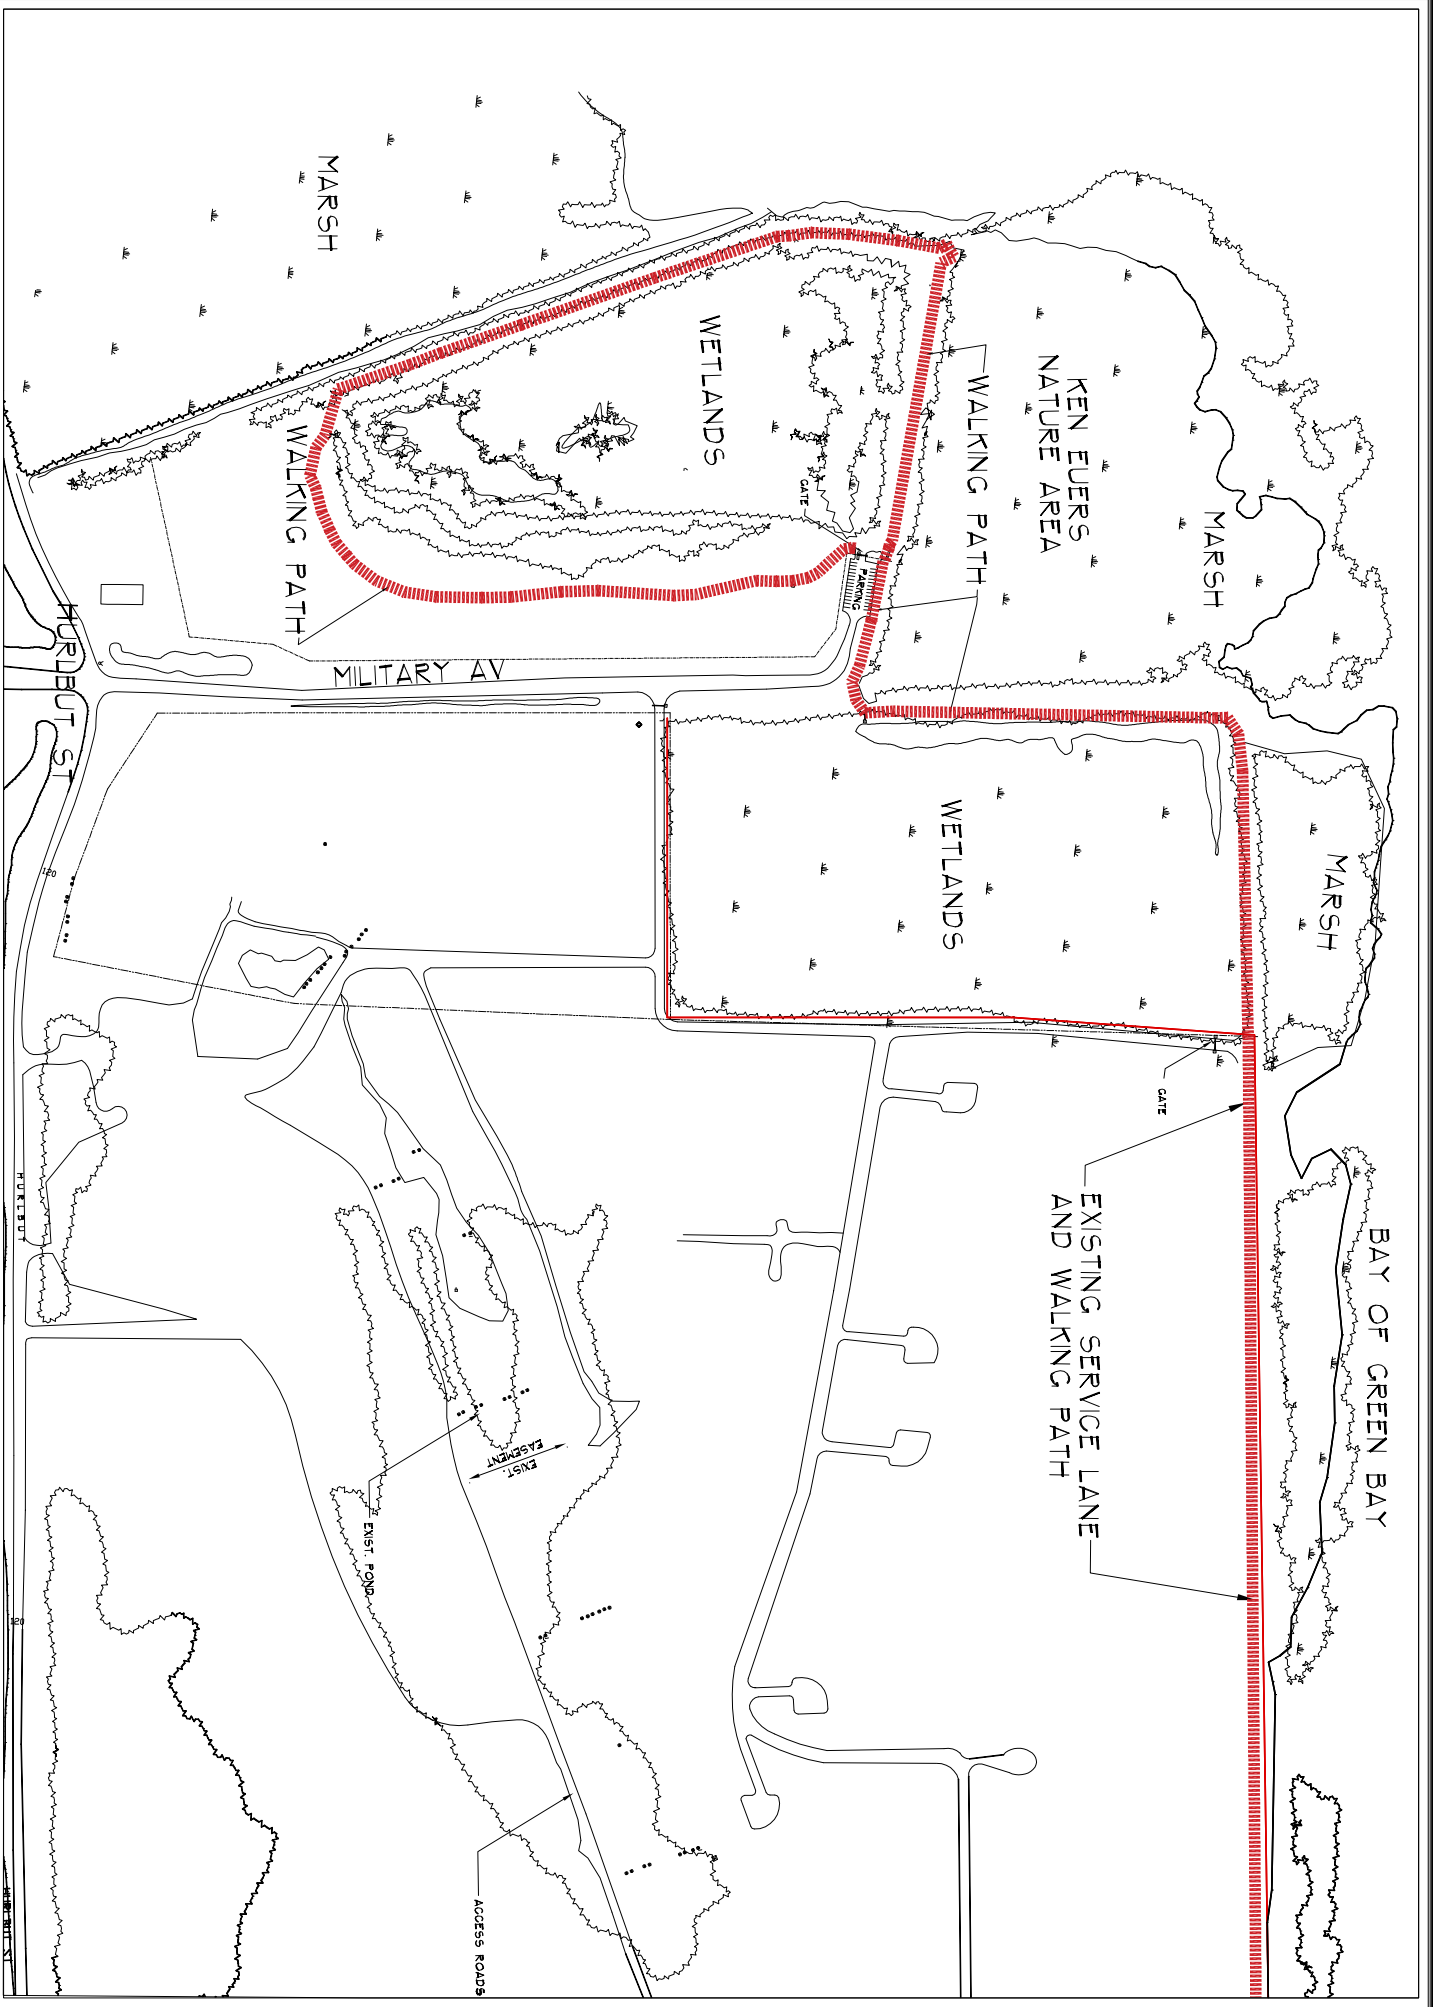 BAY OF GREEN BAY
MARSH
MARSH
KEN EUERS
NATURE AREA
WALKING PATH
EXISTING SERVICE LANE
AND WALKING PATH
GATE
WETLANDS
PARKING
GATE
WETLANDS
MARSH
WALKING PATH
MILITARY AV
EXIST.
EASEMENT
ACCESS ROADS
EXIST. POND
HURLBUT ST
120
HURLBUT
120
HURLBUT ST